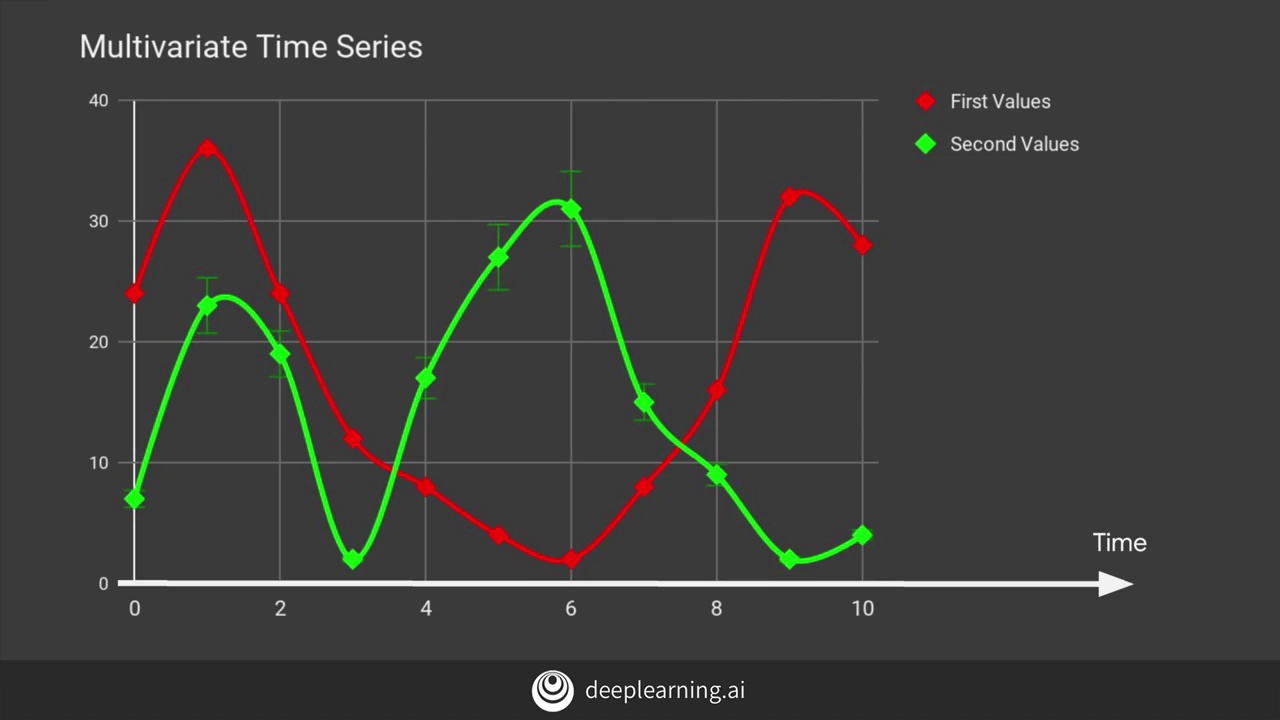 Multivariate Time Series
40
30
20
10
0
0 2 4 6 8 10
First Values
Second Values
Time
deeplearning.ai